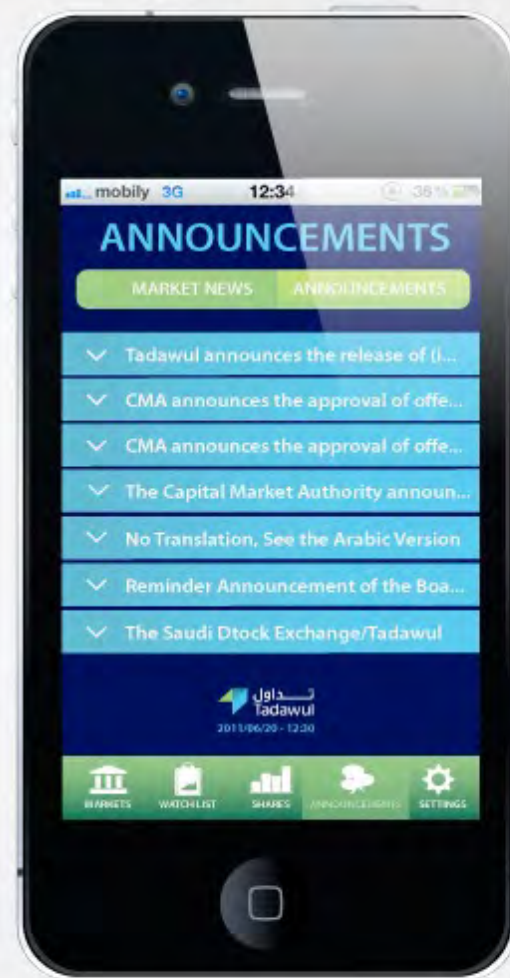 mobily 3G 12:34 36%
ANNOUNCEMENTS
MARKET NEWS ANNOUNCEMENTS
Tadawul announces the release of (i...
CMA announces the approval of offe...
CMA announces the approval of offe...
The Capital Market Authority announ...
No Translation, See the Arabic Version
Reminder Announcement of the Boa...
The Saudi Dtock Exchange/Tadawul
تـــداول
Tadawul
2011/06/20 - 12:30
MARKETS WATCH LIST SHARES ANNOUNCEMENTS SETTINGS